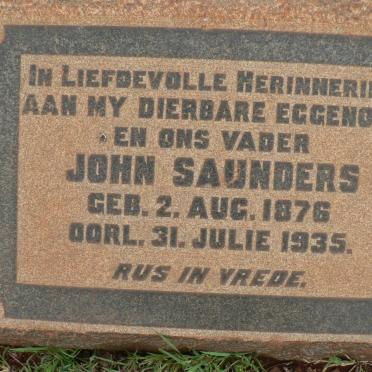 IN LIEFDEVOLLE HERINNERI
AAN MY DIERBARE EGGENO
EN ONS VADER
JOHN SAUNDERS
GEB. 2. AUG. 1876
OORL. 31. JULIE 1935.
RUS IN VREDE.